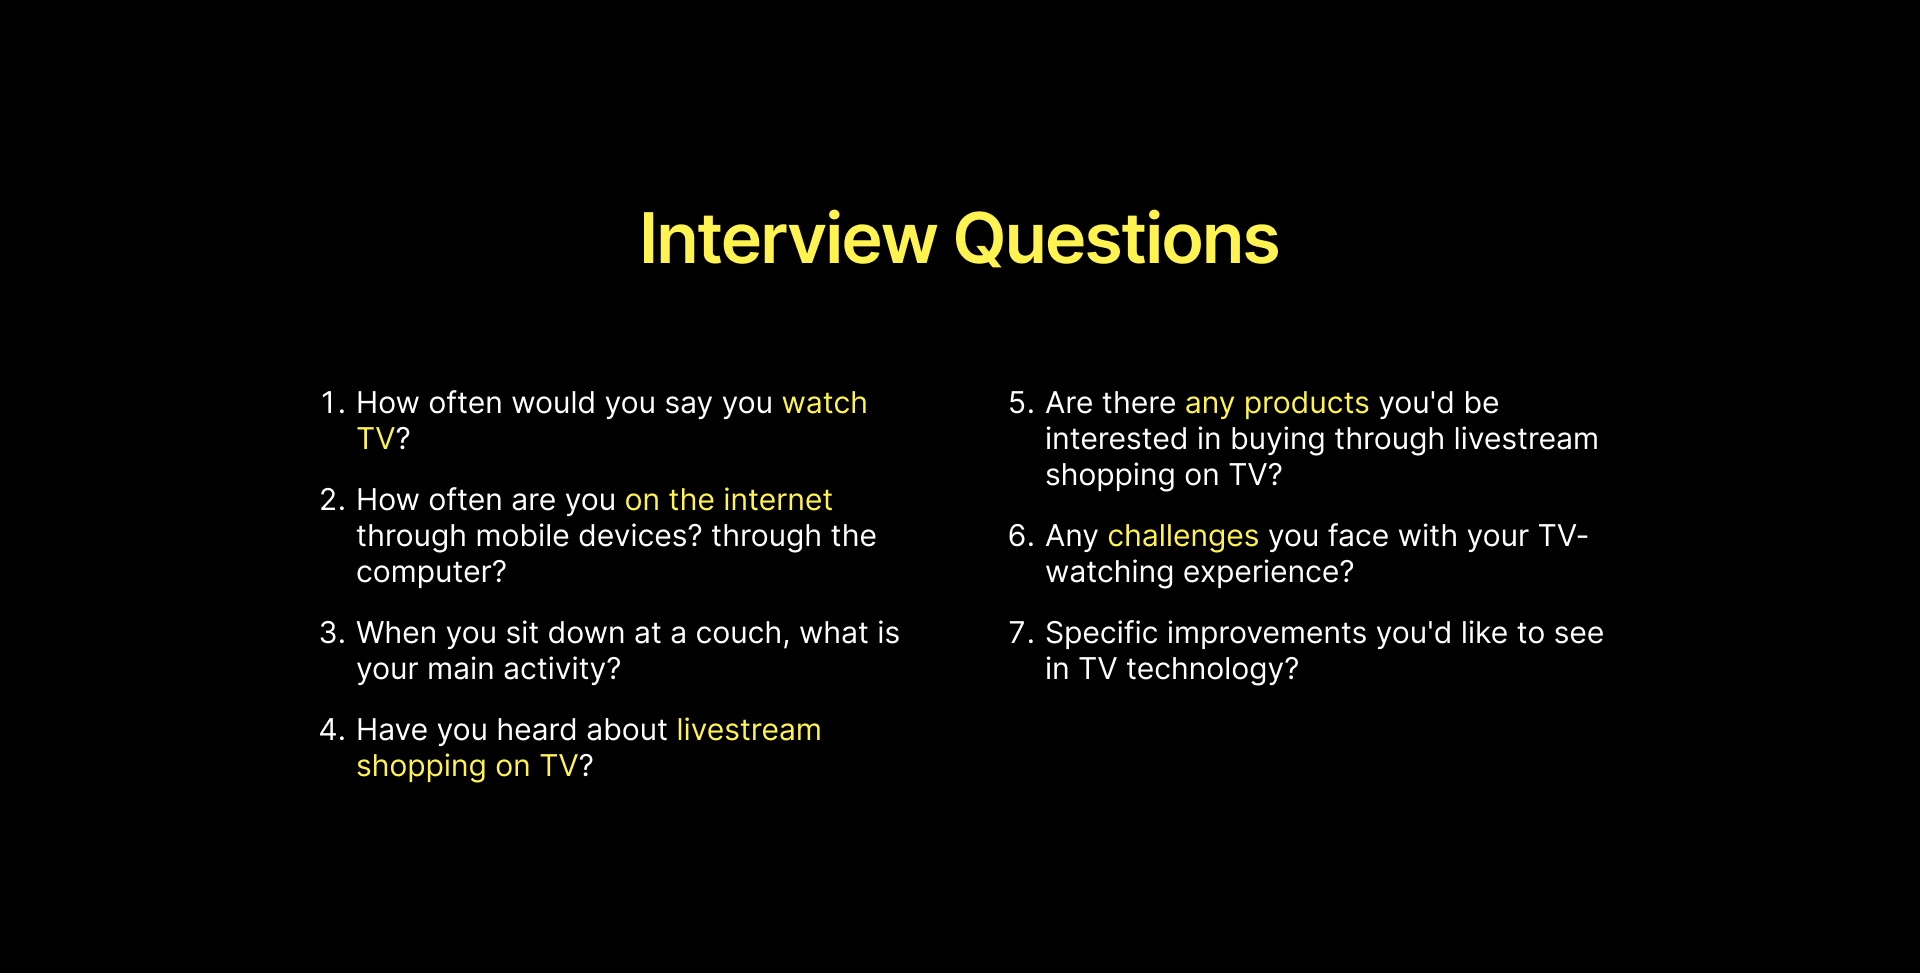 Interview Questions
1. How often would you say you watch
TV?
2. How often are you on the internet
through mobile devices? through the
computer?
3. When you sit down at a couch, what is
your main activity?
4. Have you heard about livestream
shopping on TV?
5. Are there any products you'd be
interested in buying through livestream
shopping on TV?
6. Any challenges you face with your TV-
watching experience?
7. Specific improvements you'd like to see
in TV technology?